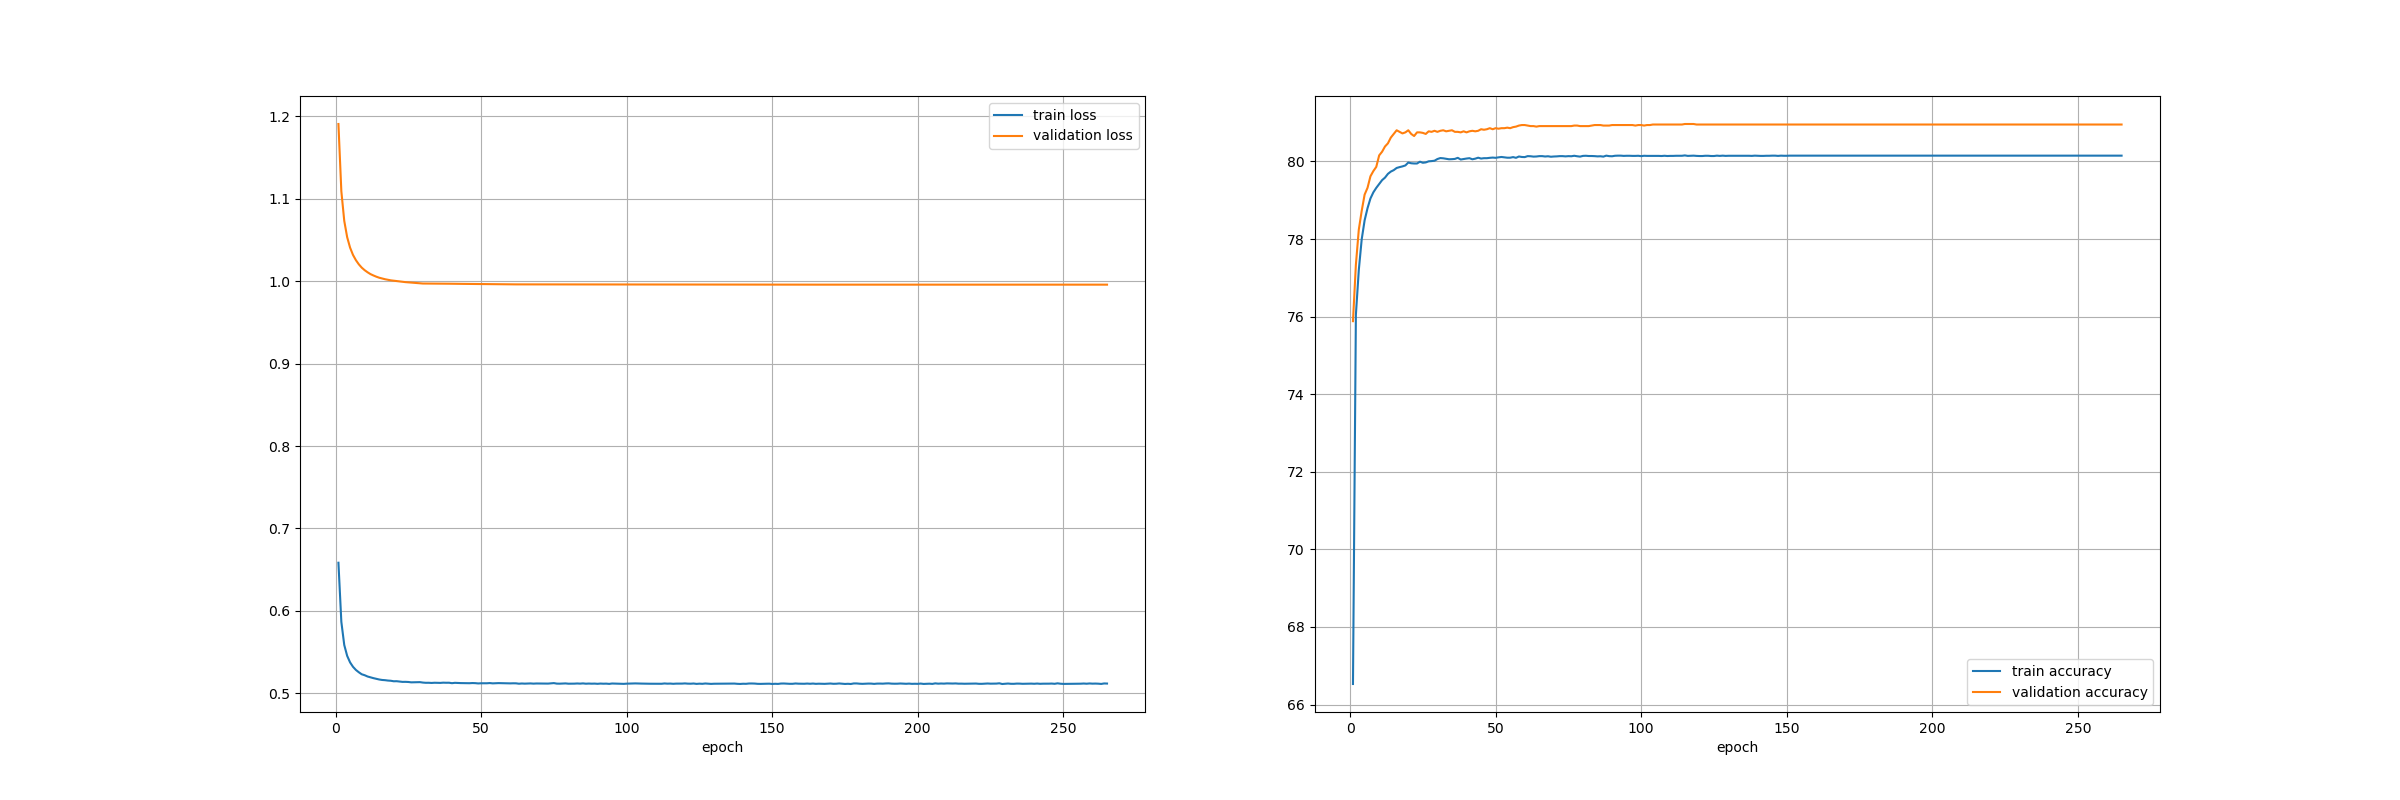 1.2
1.1
1.0
0.9
0.8
0.7
0.6
0.5
0 50 100 150 200 250
epoch
train loss
validation loss
80
78
76
74
72
70
68
66
0 50 100 150 200 250
epoch
train accuracy
validation accuracy